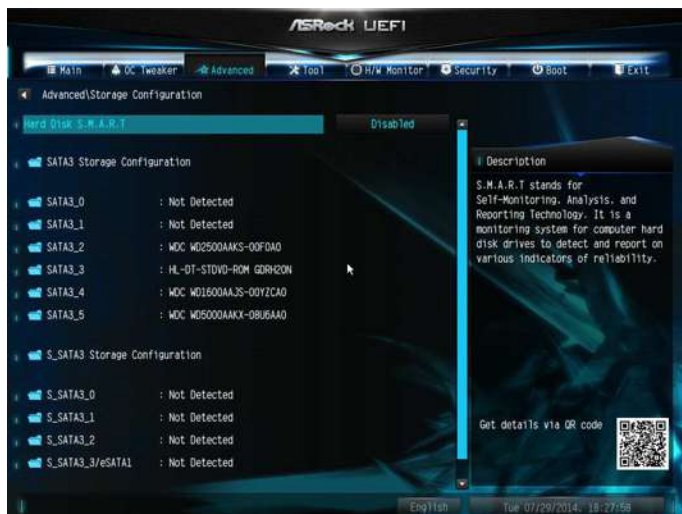 ASRock UEFI
Main OC Tweaker Advanced Tool H/W Monitor Security Boot Exit
Advanced\Storage Configuration
Hard Disk S.M.A.R.T Disabled
SATA3 Storage Configuration
SATA3_0 : Not Detected
SATA3_1 : Not Detected
SATA3_2 : WDC WD2500AAKS-00F0A0
SATA3_3 : HL-DT-STDVD-ROM GDRH20N
SATA3_4 : WDC WD1600AAJS-00YZCA0
SATA3_5 : WDC WD5000AAKX-08U6AA0
S_SATA3 Storage Configuration
S_SATA3_0 : Not Detected
S_SATA3_1 : Not Detected
S_SATA3_2 : Not Detected
S_SATA3_3/eSATA1 : Not Detected
Description
S.M.A.R.T stands for
Self-Monitoring, Analysis, and
Reporting Technology. It is a
monitoring system for computer hard
disk drives to detect and report on
various indicators of reliability.
Get details via QR code
English
Tue 07/29/2014, 18:27:58